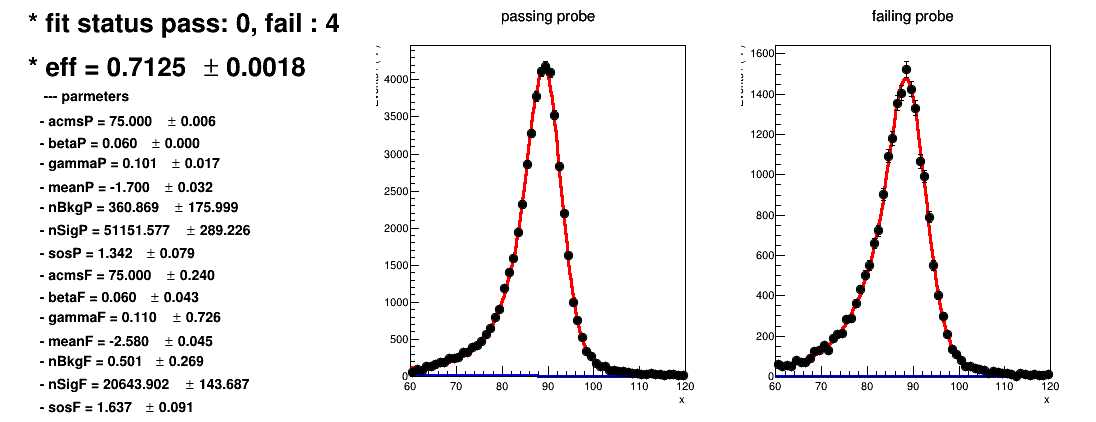 * fit status pass: 0, fail : 4
* eff = 0.7125 ± 0.0018
--- parmeters
- acmsP = 75.000 ± 0.006
- betaP = 0.060 ± 0.000
- gammaP = 0.101 ± 0.017
- meanP = -1.700 ± 0.032
- nBkgP = 360.869 ± 175.999
- nSigP = 51151.577 ± 289.226
- sosP = 1.342 ± 0.079
- acmsF = 75.000 ± 0.240
- betaF = 0.060 ± 0.043
- gammaF = 0.110 ± 0.726
- meanF = -2.580 ± 0.045
- nBkgF = 0.501 ± 0.269
- nSigF = 20643.902 ± 143.687
- sosF = 1.637 ± 0.091
passing probe
4000
3500
3000
2500
2000
1500
1000
500
0
60 70 80 90 100 110 120
x
failing probe
1600
1400
1200
1000
800
600
400
200
0
60 70 80 90 100 110 120
x